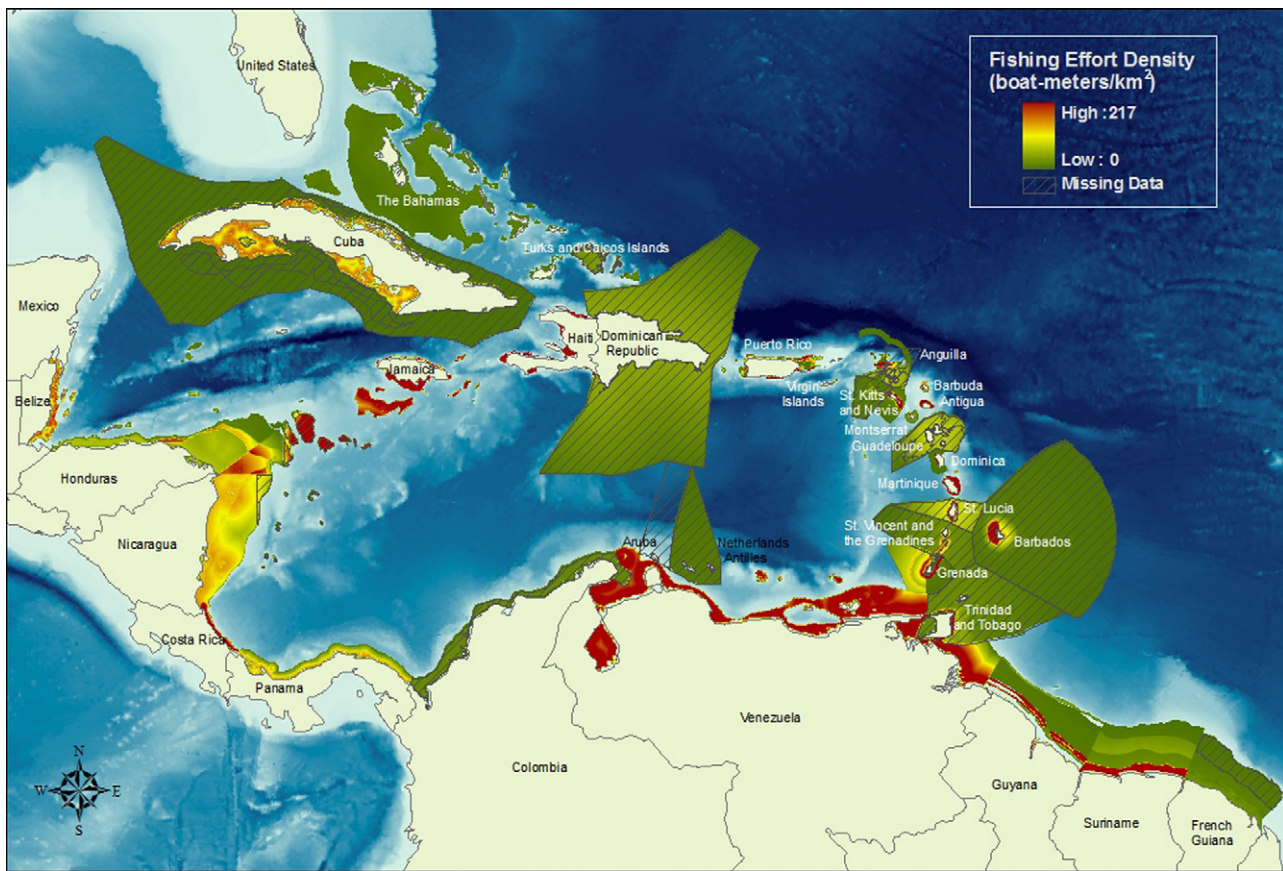 United States
Fishing Effort Density
(boat-meters/km²)
High :217
Low : 0
Missing Data
The Bahamas
Cuba
Turks and Caicos Islands
Mexico
Haiti
Dominican
Republic
Puerto Rico
Anguilla
Jamaica
Virgin
Islands
Barbuda
Antigua
St. Kitts
and Nevis
Belize
Montserrat
Guadeloupe
Dominica
Honduras
Martinique
St. Lucia
St. Vincent and
the Grenadines
Barbados
Nicaragua
Aruba
Netherlands
Antilles
Grenada
Trinidad
and Tobago
Costa Rica
Panama
Venezuela
Colombia
Guyana
Suriname
French
Guiana
N
W
E
S